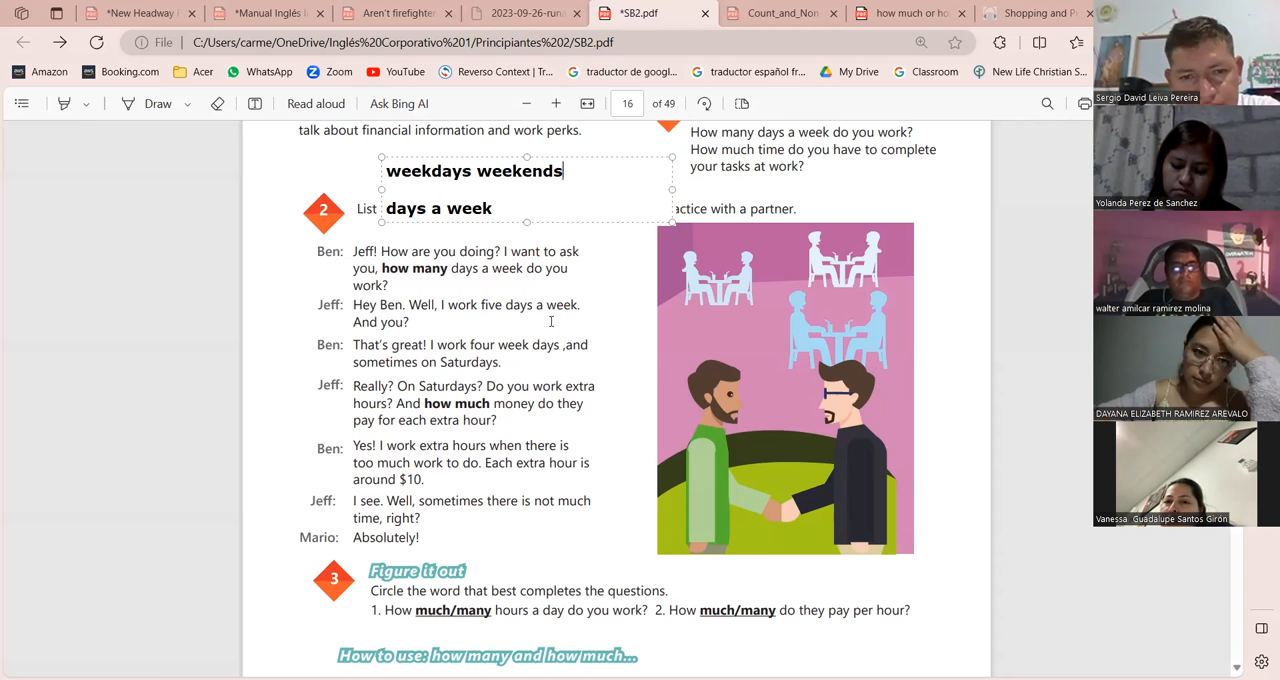 *New Headway
*Manual Inglés
Aren't firefighter
2023-09-26-runa
*SB2.pdf
Count_and_Non-
how much or ho
Shopping and P
File
C:/Users/carme/OneDrive/Inglés%20Corporativo%201/Principiantes%202/SB2.pdf
Amazon
Booking.com
Acer
WhatsApp
Zoom
YouTube
Reverso Context | Tr...
traductor de googl...
traductor español fr...
My Drive
Classroom
New Life Christian S...
Draw
Read aloud
Ask Bing AI
16
of 49
talk about financial information and work perks.
How many days a week do you work?
How much time do you have to complete
your tasks at work?
weekdays weekends
days a week
2
List
actice with a partner.
Ben: Jeff! How are you doing? I want to ask
you, how many days a week do you
work?
Jeff: Hey Ben. Well, I work five days a week.
And you?
Ben: That's great! I work four week days ,and
sometimes on Saturdays.
Jeff: Really? On Saturdays? Do you work extra
hours? And how much money do they
pay for each extra hour?
Ben: Yes! I work extra hours when there is
too much work to do. Each extra hour is
around $10.
Jeff: I see. Well, sometimes there is not much
time, right?
Mario: Absolutely!
3
Figure it out
Circle the word that best completes the questions.
1. How much/many hours a day do you work? 2. How much/many do they pay per hour?
How to use: how many and how much...
Sergio David Leiva Pereira
Yolanda Perez de Sanchez
walter amilcar ramirez molina
DAYANA ELIZABETH RAMIREZ AREVALO
Vanessa Guadalupe Santos Girón